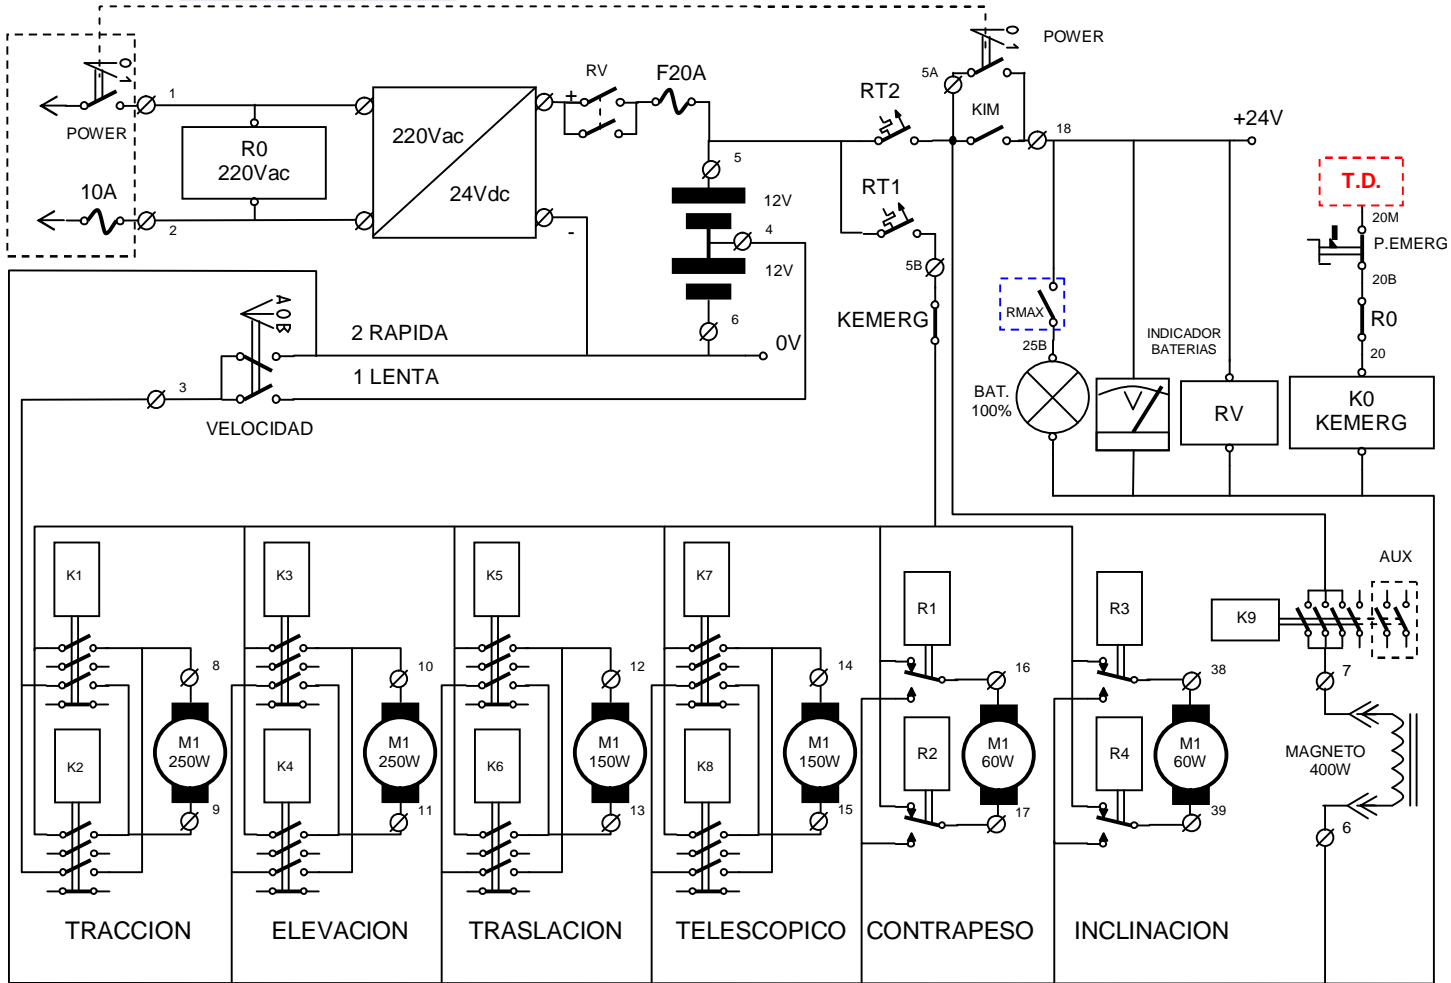 0 1
POWER
10A
1
2
R0
220Vac
220Vac
24Vdc
+
-
RV
F20A
5
12V
4
12V
6
0V
RT2
RT1
5A
5B
0 1
POWER
KIM
18
+24V
T.D.
20M
P.EMERG
20B
R0
20
K0
KEMERG
KEMERG
RMAX
25B
BAT.
100%
INDICADOR
BATERIAS
V
RV
A 0 B
2 RAPIDA
1 LENTA
3
VELOCIDAD
K1
K2
8
M1
250W
9
TRACCION
K3
K4
10
M1
250W
11
ELEVACION
K5
K6
12
M1
150W
13
TRASLACION
K7
K8
14
M1
150W
15
TELESCOPICO
R1
R2
16
M1
60W
17
CONTRAPESO
R3
R4
38
M1
60W
39
INCLINACION
K9
AUX
7
MAGNETO
400W
6